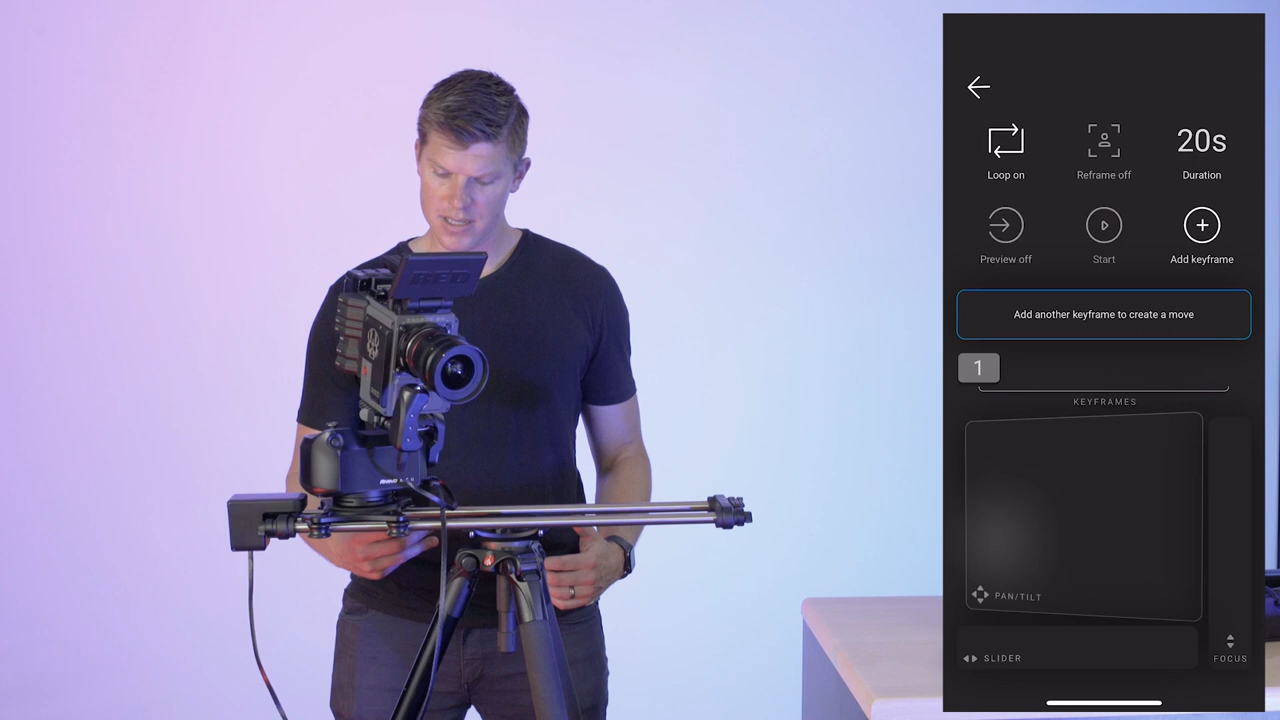 RED
20s
Loop on
Reframe off
Duration
Preview off
Start
Add keyframe
Add another keyframe to create a move
1
KEYFRAMES
PAN/TILT
SLIDER
FOCUS